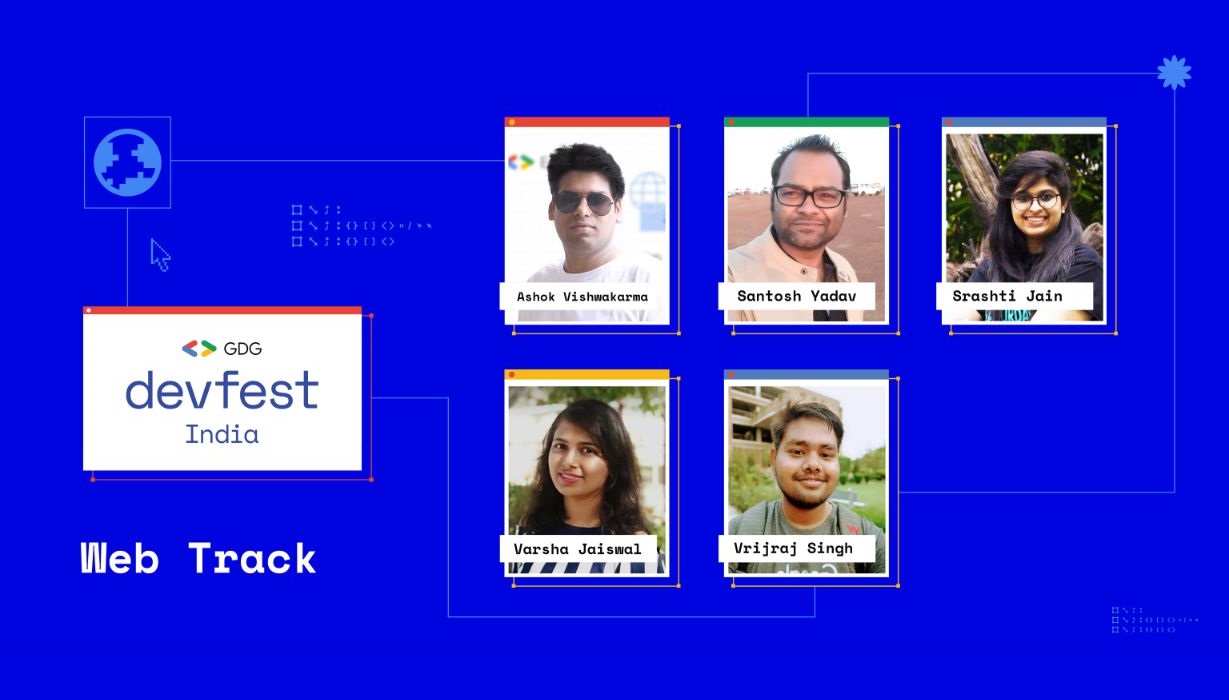 GDG
devfest
India
Web Track
Ashok Vishwakarma
Santosh Yadav
Srashti Jain
Varsha Jaiswal
Vrijraj Singh